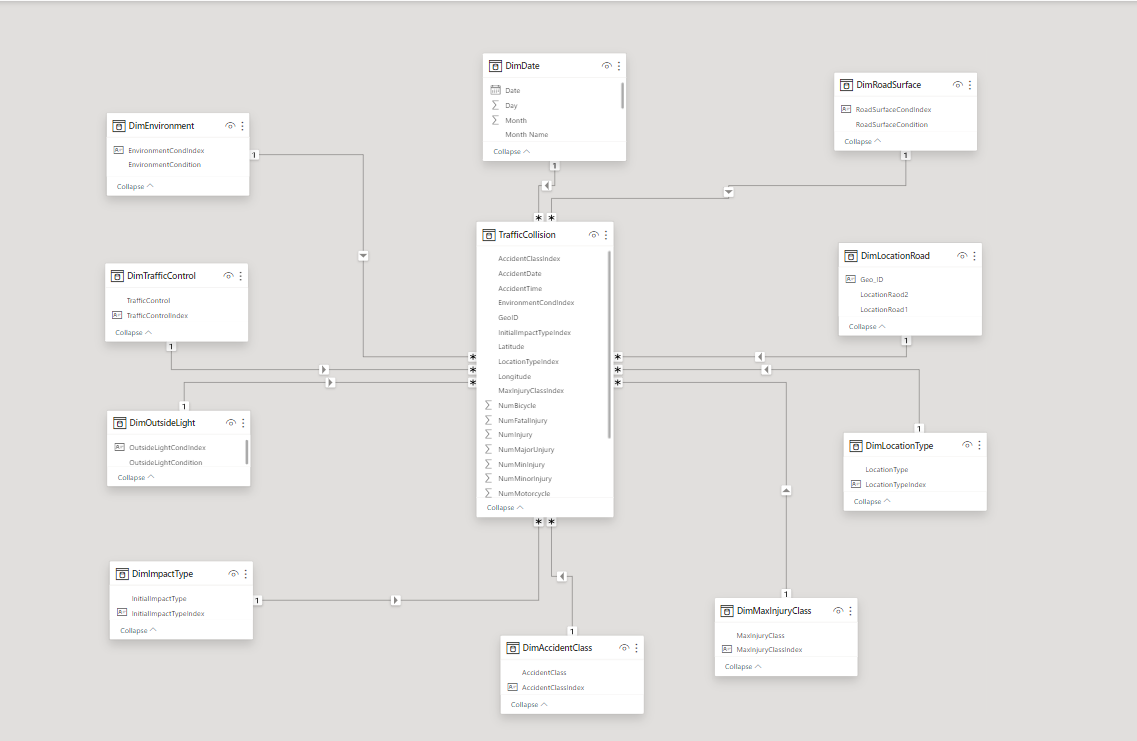 DimDate
Date
Day
Month
Month Name
Collapse
DimRoadSurface
RoadSurfaceCondIndex
RoadSurfaceCondition
Collapse
DimEnvironment
EnvironmentCondIndex
EnvironmentCondition
Collapse
1
1
1
* *
TrafficCollision
AccidentClassIndex
AccidentDate
AccidentTime
EnvironmentCondIndex
GeoID
InitialImpactTypeIndex
Latitude
LocationTypeIndex
Longitude
MaxInjuryClassIndex
NumBicycle
NumFatalInjury
NumInjury
NumMajorUnjury
NumMinInjury
NumMinorInjury
NumMotorcycle
Collapse
DimLocationRoad
Geo_ID
LocationRaod2
LocationRoad1
Collapse
DimTrafficControl
TrafficControl
TrafficControlIndex
Collapse
1
1
*
*
*
*
*
*
1
1
DimOutsideLight
OutsideLightCondIndex
OutsideLightCondition
Collapse
DimLocationType
LocationType
LocationTypeIndex
Collapse
* *
DimImpactType
InitialImpactType
InitialImpactTypeIndex
Collapse
1
1
1
DimMaxInjuryClass
MaxInjuryClass
MaxInjuryClassIndex
Collapse
DimAccidentClass
AccidentClass
AccidentClassIndex
Collapse